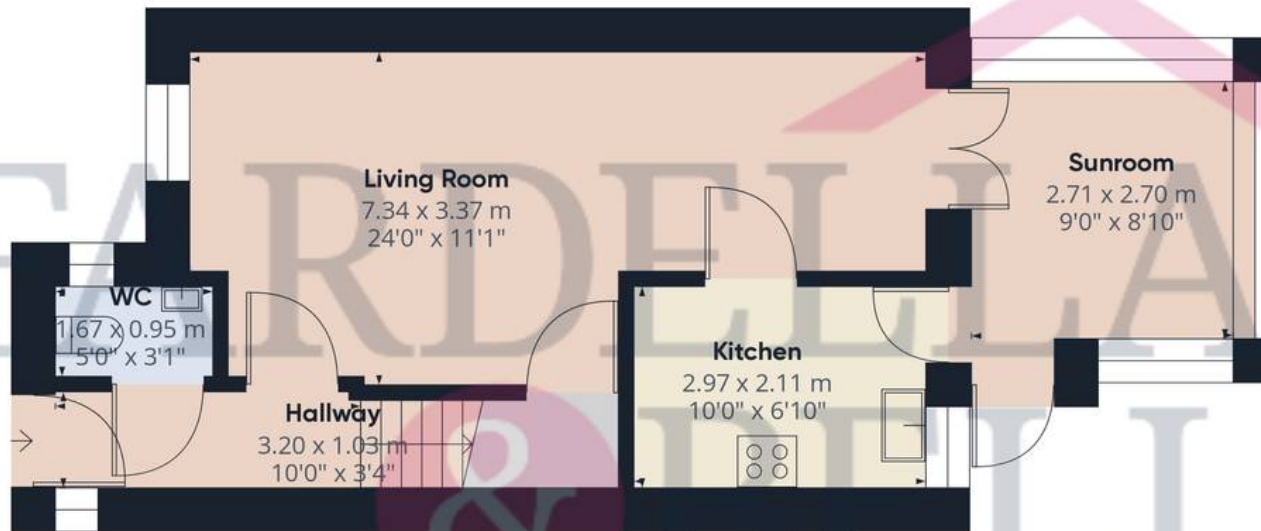 Living Room
7.34 x 3.37 m
24'0" x 11'1"
Sunroom
2.71 x 2.70 m
9'0" x 8'10"
WC
1.67 x 0.95 m
5'0" x 3'1"
Kitchen
2.97 x 2.11 m
10'0" x 6'10"
Hallway
3.20 x 1.03 m
10'0" x 3'4"
EARDELLA
&